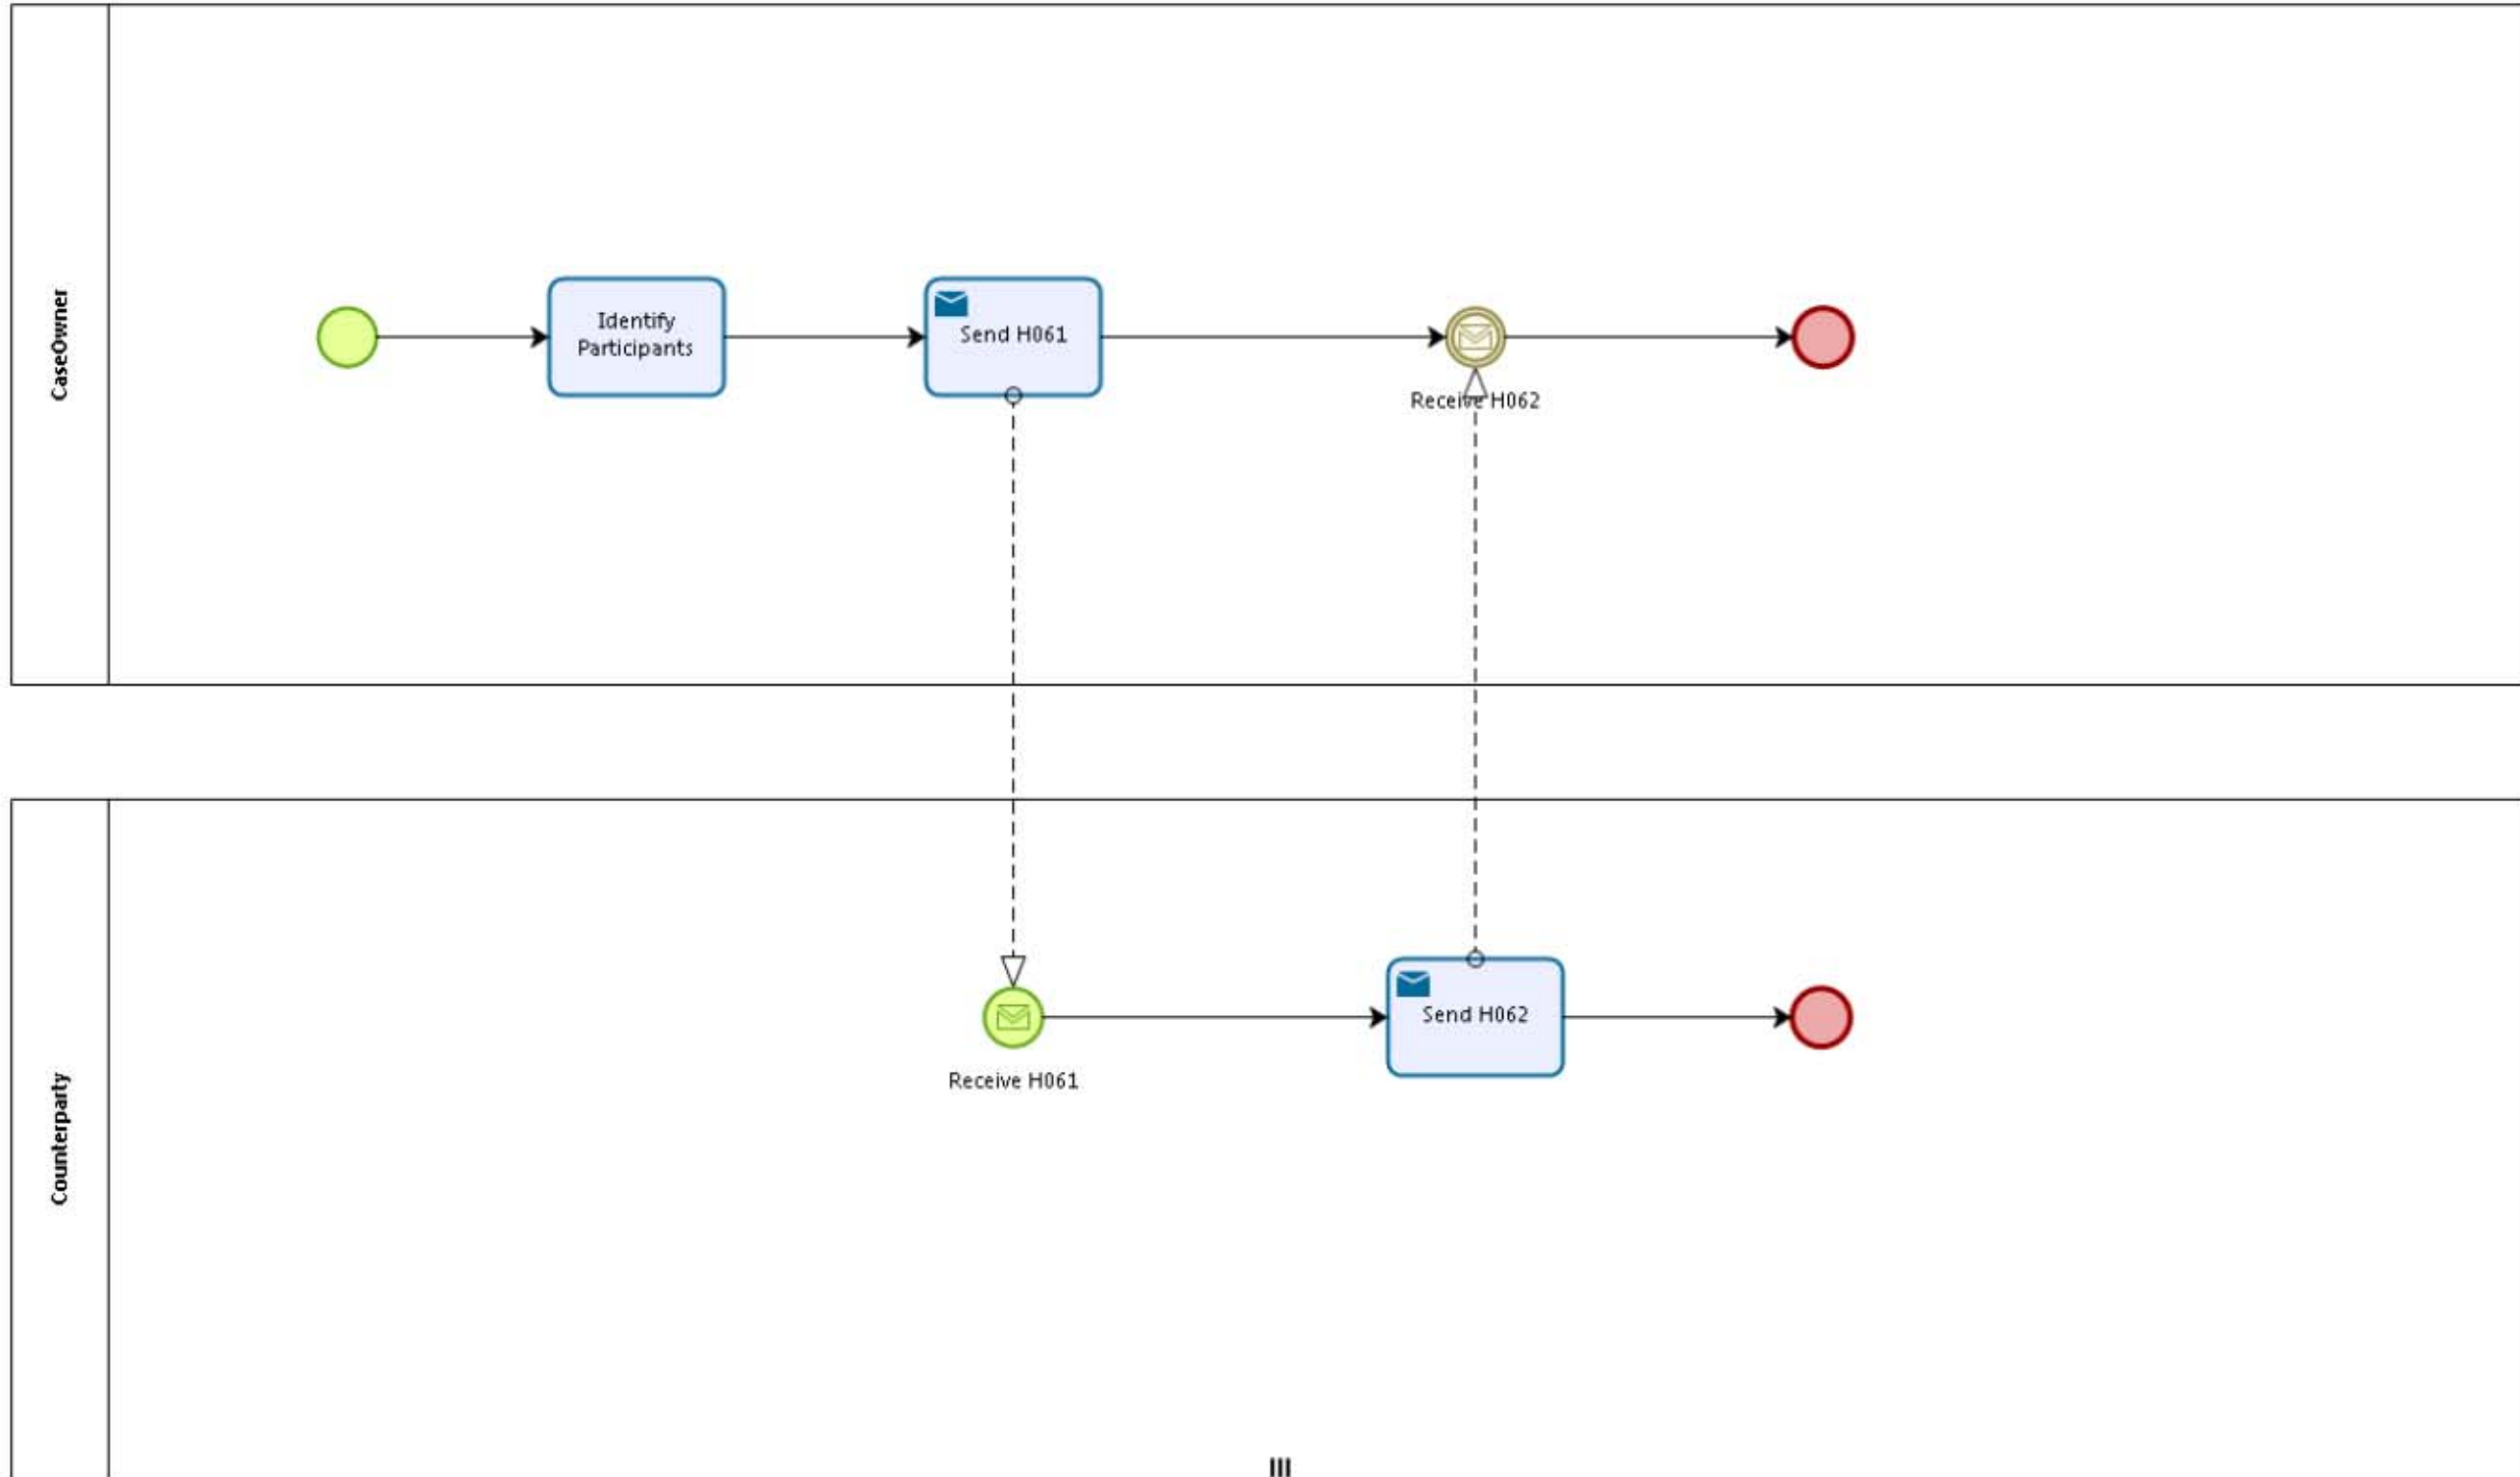 CaseOwner
Identify
Participants
Send H061
Receive H062
Counterparty
Receive H061
Send H062